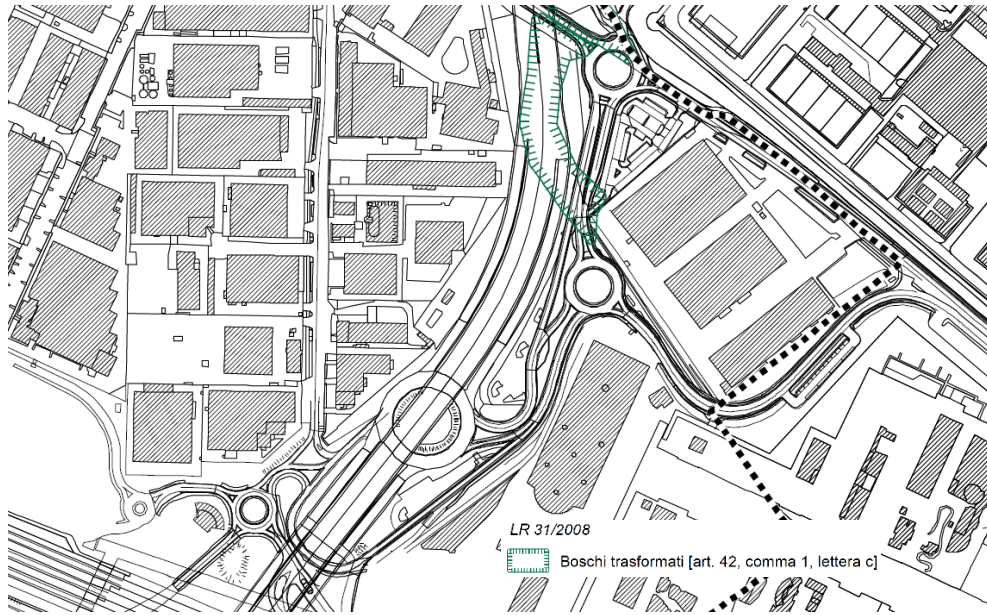 LR 31/2008
Boschi trasformati [art. 42, comma 1, lettera c]